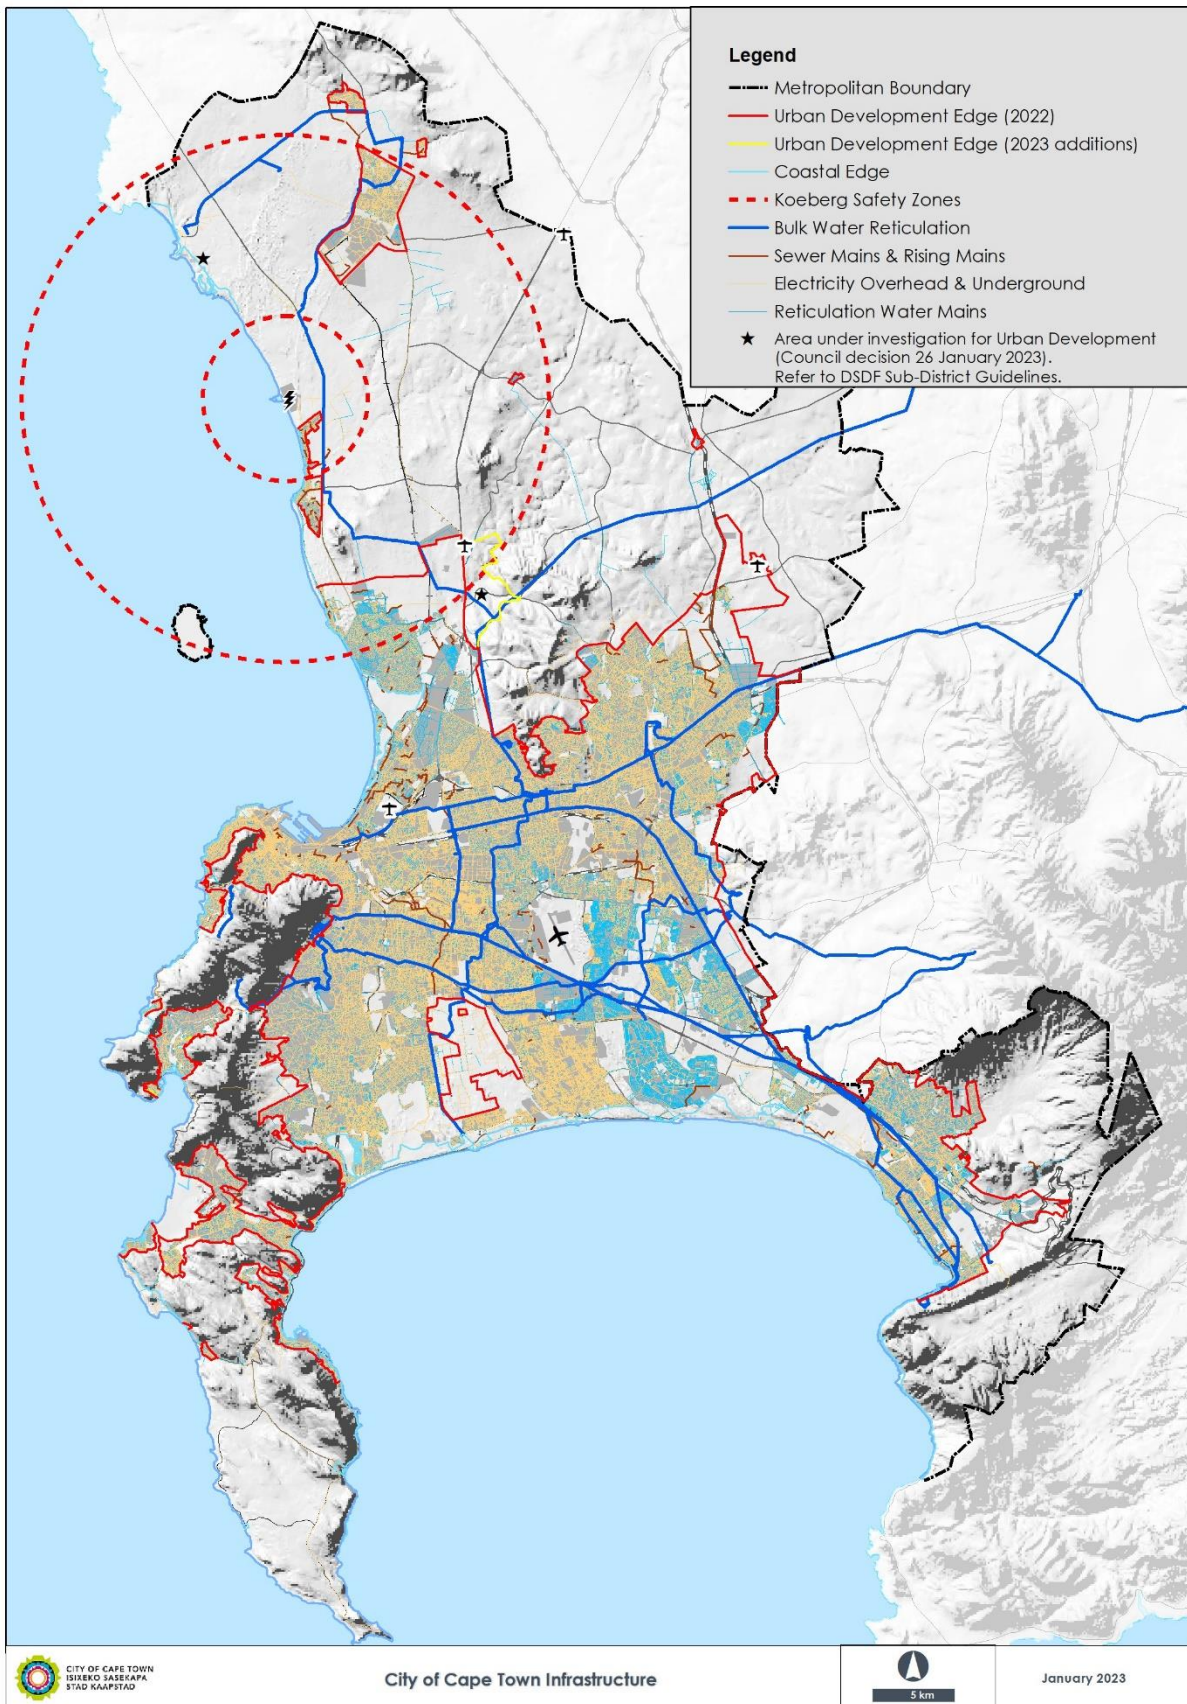 Legend
Metropolitan Boundary
Urban Development Edge (2022)
Urban Development Edge (2023 additions)
Coastal Edge
Koeberg Safety Zones
Bulk Water Reticulation
Sewer Mains & Rising Mains
Electricity Overhead & Underground
Reticulation Water Mains
Area under investigation for Urban Development
(Council decision 26 January 2023).
Refer to DSDF Sub-District Guidelines.
CITY OF CAPE TOWN
ISIXEKO SASEKAPA
STAD KAAPSTAD
City of Cape Town Infrastructure
5 km
January 2023